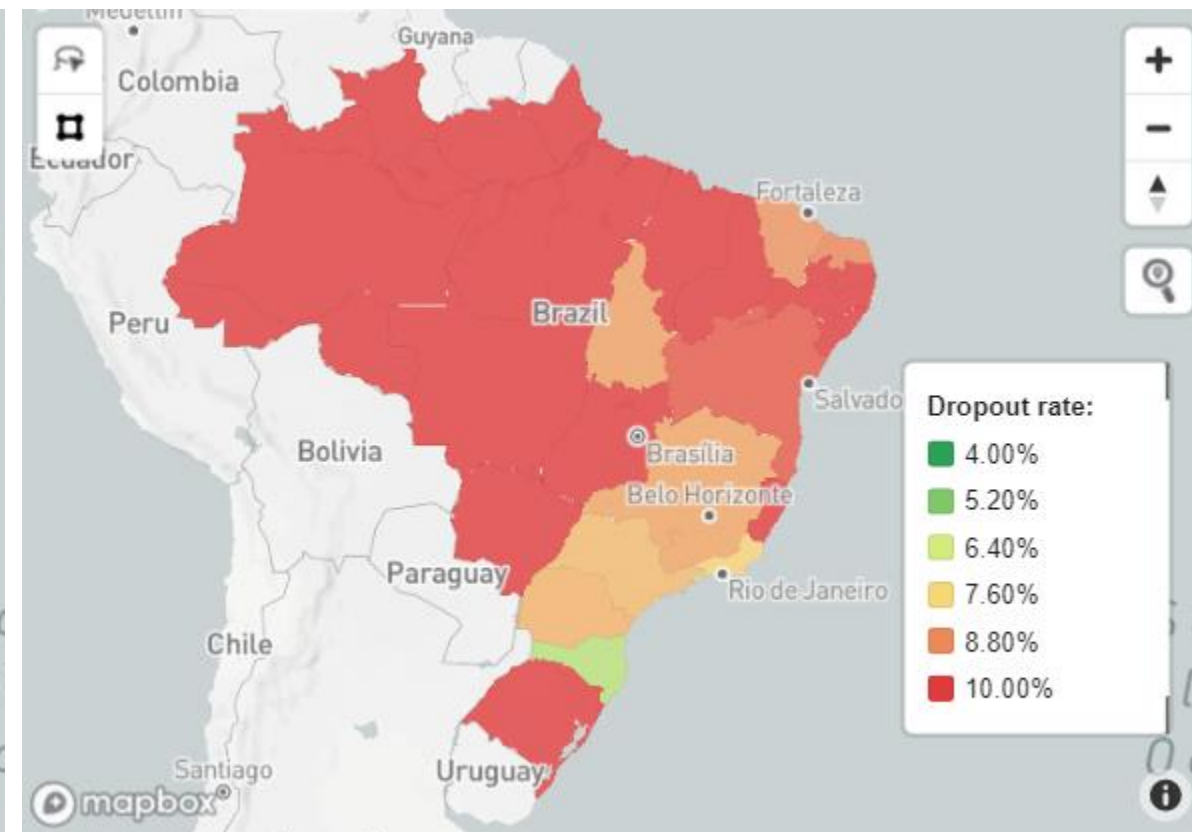 Medellín
Guyana
Colombia
Ecuador
Fortaleza
Brazil
Peru
Salvado
Bolivia
Brasília
Belo Horizonte
Paraguay
Rio de Janeiro
Chile
Santiago
Uruguay
mapbox
Dropout rate:
4.00%
5.20%
6.40%
7.60%
8.80%
10.00%